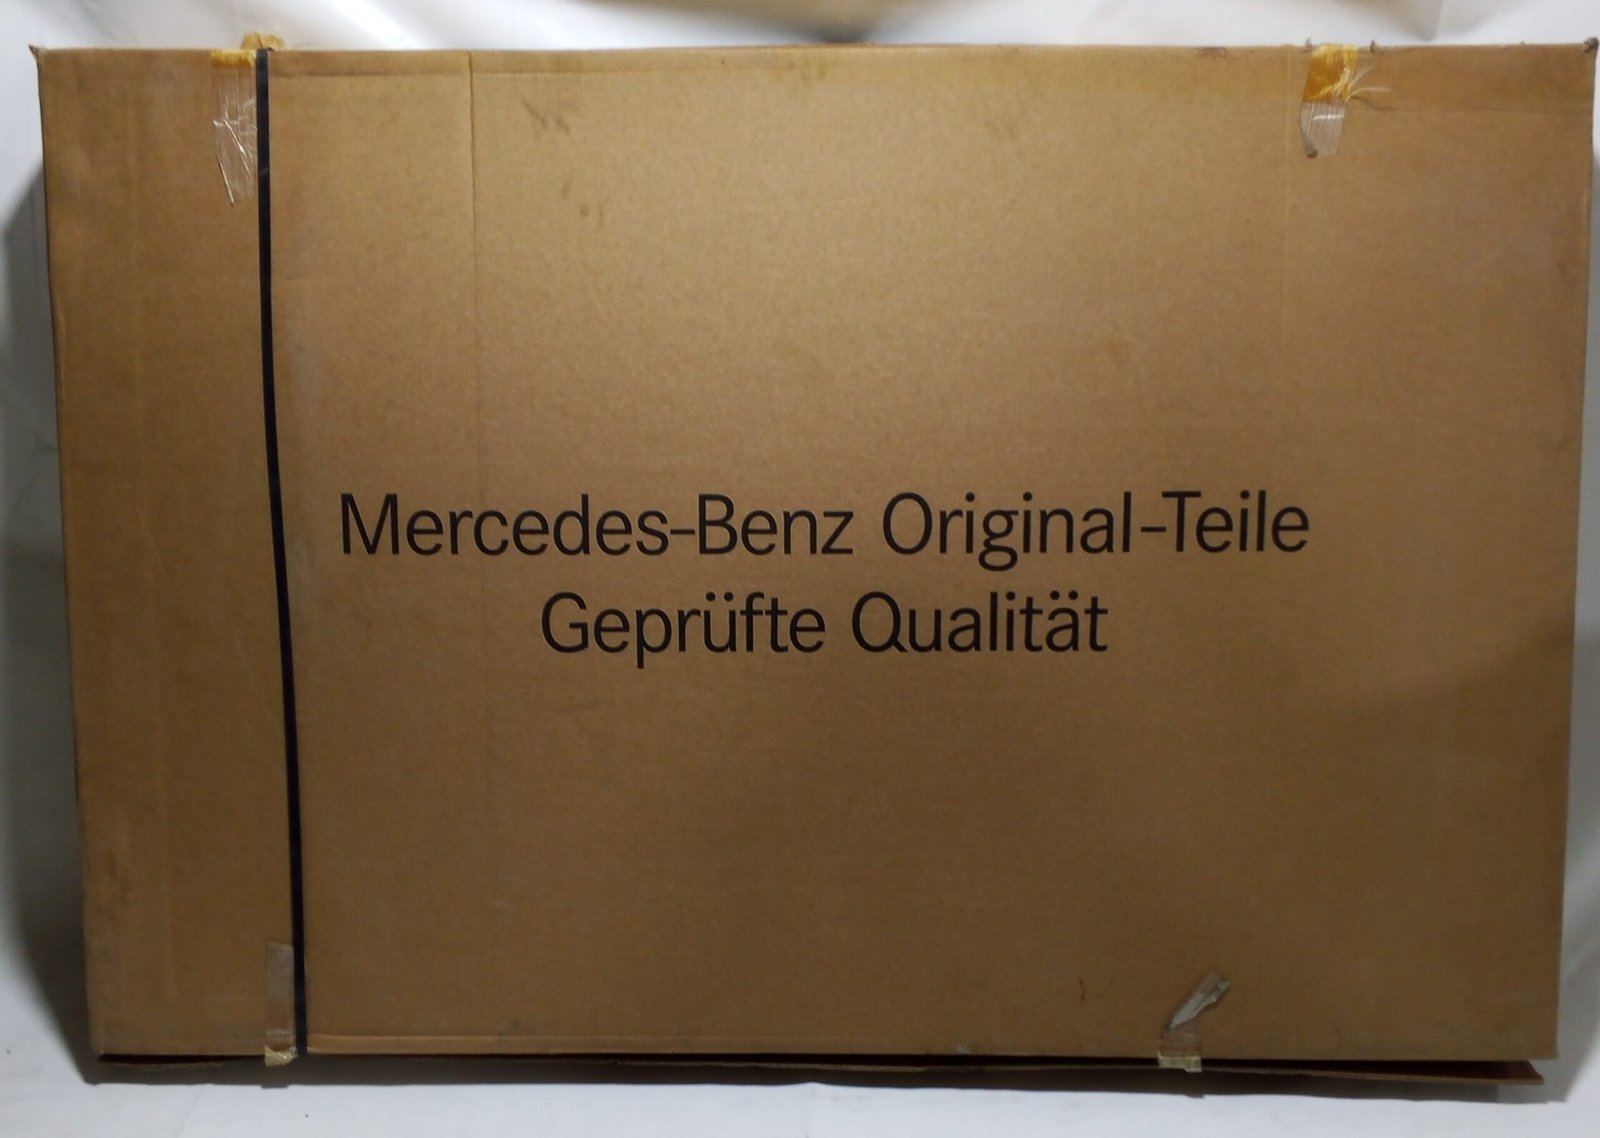 Mercedes-Benz Original-Teile
Geprüfte Qualität